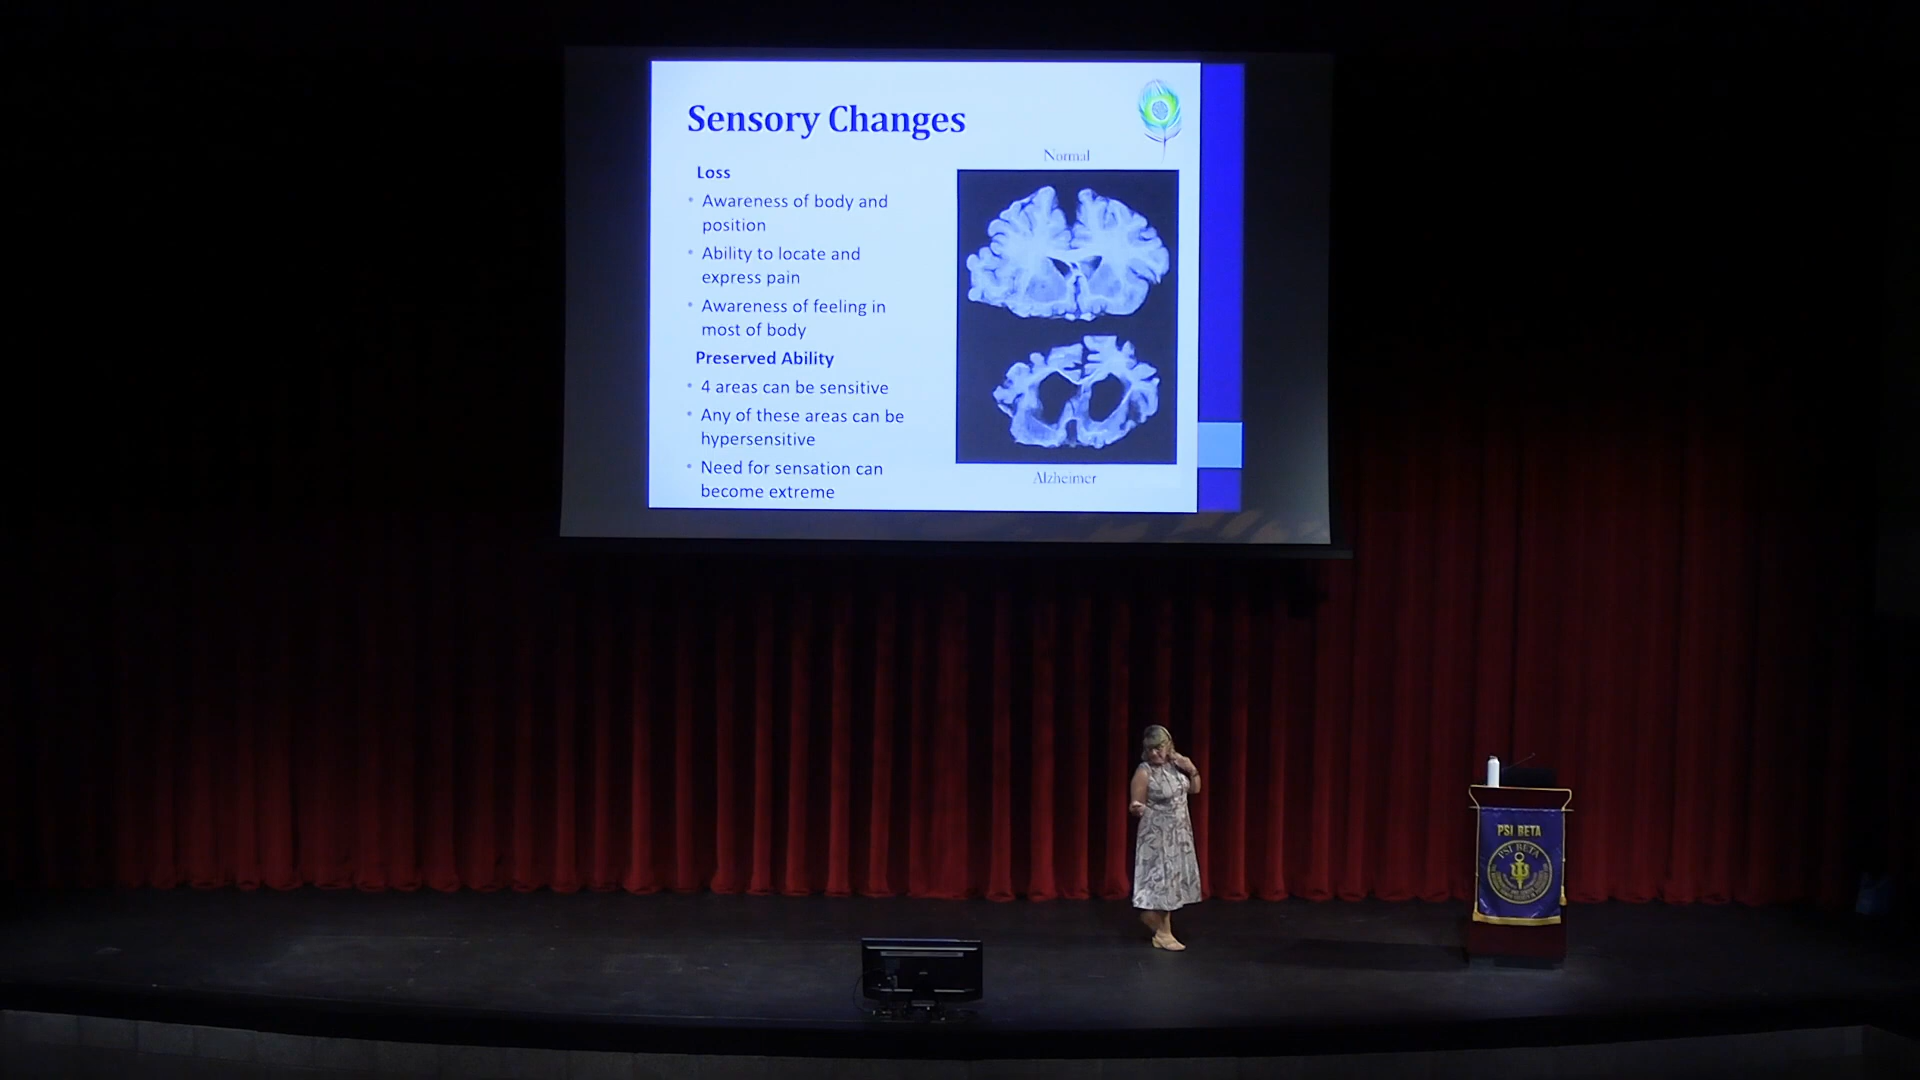 Sensory Changes
Normal
Loss
• Awareness of body and
position
• Ability to locate and
express pain
• Awareness of feeling in
most of body
Preserved Ability
• 4 areas can be sensitive
• Any of these areas can be
hypersensitive
• Need for sensation can
become extreme
Alzheimer
PSI BETA
PSI BETA